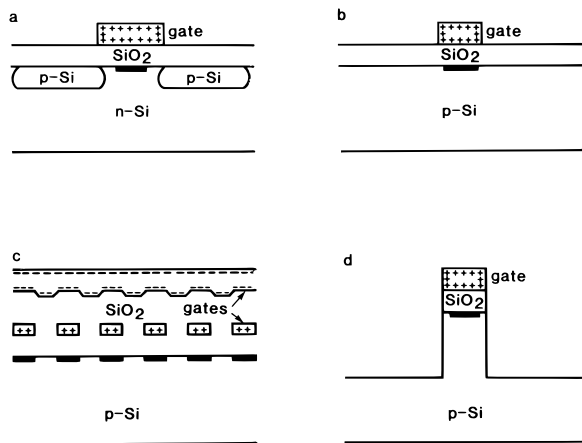 a
++++++
++++++
gate
SiO2
p-Si
p-Si
n-Si
b
++++
++++
gate
SiO2
p-Si
c
SiO2
gates
++
++
++
++
++
++
p-Si
d
++++
++++
gate
SiO2
p-Si